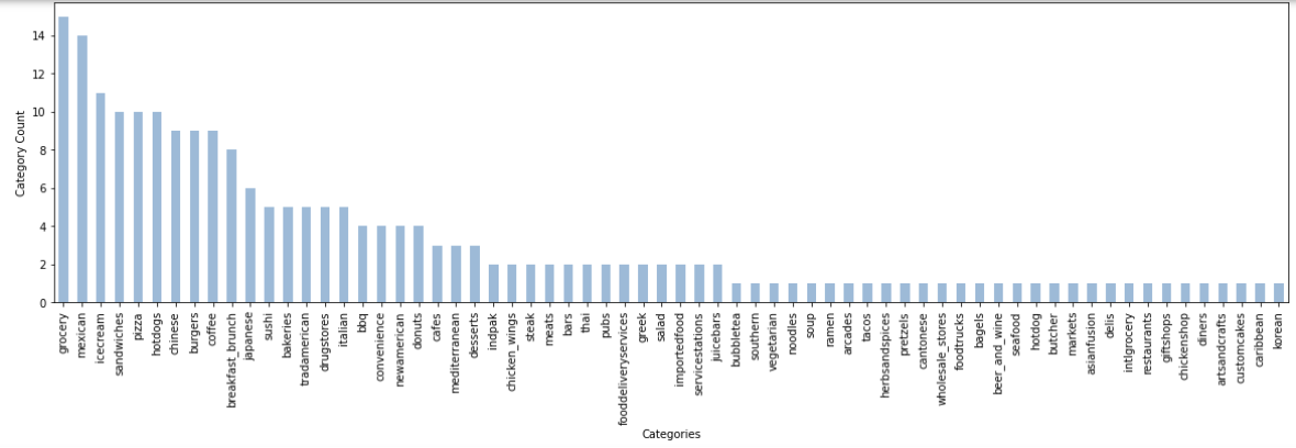 14
12
10
8
6
4
2
0
Category Count
grocery
mexican
icecream
sandwiches
pizza
hotdogs
chinese
burgers
coffee
breakfast_brunch
japanese
sushi
bakeries
tradamerican
drugstores
italian
bbq
convenience
newamerican
donuts
cafes
mediterranean
desserts
indpak
chicken_wings
steak
meats
bars
thai
pubs
fooddeliveryservices
greek
salad
importedfood
servicestations
juicebars
bubbletea
southern
vegetarian
noodles
soup
ramen
arcades
tacos
herbsandspices
pretzels
cantonese
wholesale_stores
foodtrucks
bagels
beer_and_wine
seafood
hotdog
butcher
markets
asianfusion
delis
intlgrocery
restaurants
giftshops
chickenshop
diners
artsandcrafts
customcakes
caribbean
korean
Categories